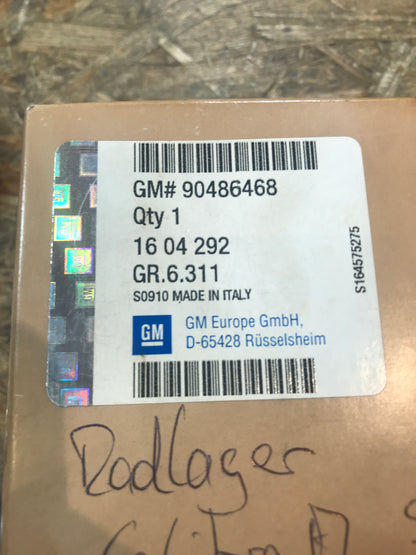 GM# 90486468
Qty 1
16 04 292
GR.6.311
S0910 MADE IN ITALY
GM
GM Europe GmbH,
D-65428 Rüsselsheim
S164575275
Radlager